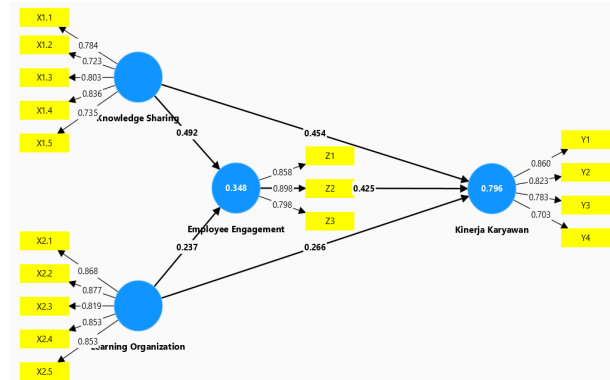 X1.1
X1.2
X1.3
X1.4
X1.5
0.784
0.723
0.803
0.836
0.735
Knowledge Sharing
0.492
0.454
Z1
Z2
Z3
0.858
0.898
0.798
0.348
Employee Engagement
0.425
0.796
Kinerja Karyawan
Y1
Y2
Y3
Y4
0.860
0.823
0.783
0.703
0.237
0.266
X2.1
X2.2
X2.3
X2.4
X2.5
0.868
0.877
0.819
0.853
0.853
Learning Organization